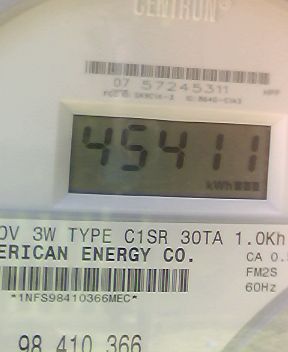 CENTRON®
07 57245311
45411
kWh
0V 3W TYPE C1SR 30TA 1.0Kh
ERICAN ENERGY CO.
CA 0.
FM2S
60Hz
*1NFS98410366MEC*
98 410 366